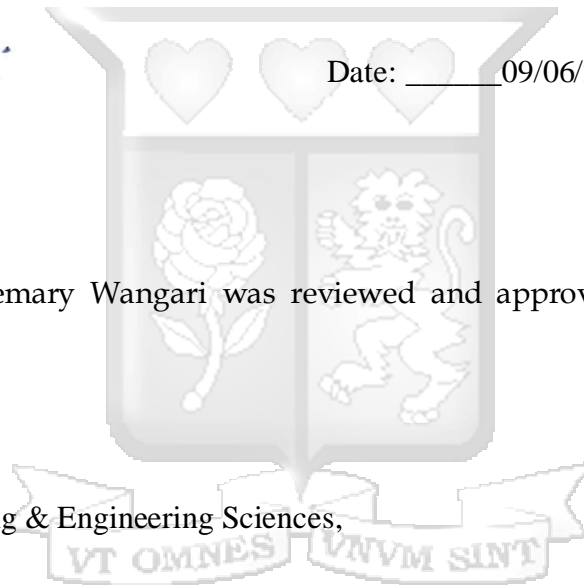 Date: ______09/06/
emary Wangari was reviewed and approv
g & Engineering Sciences,
VT OMNES VNVM SINT